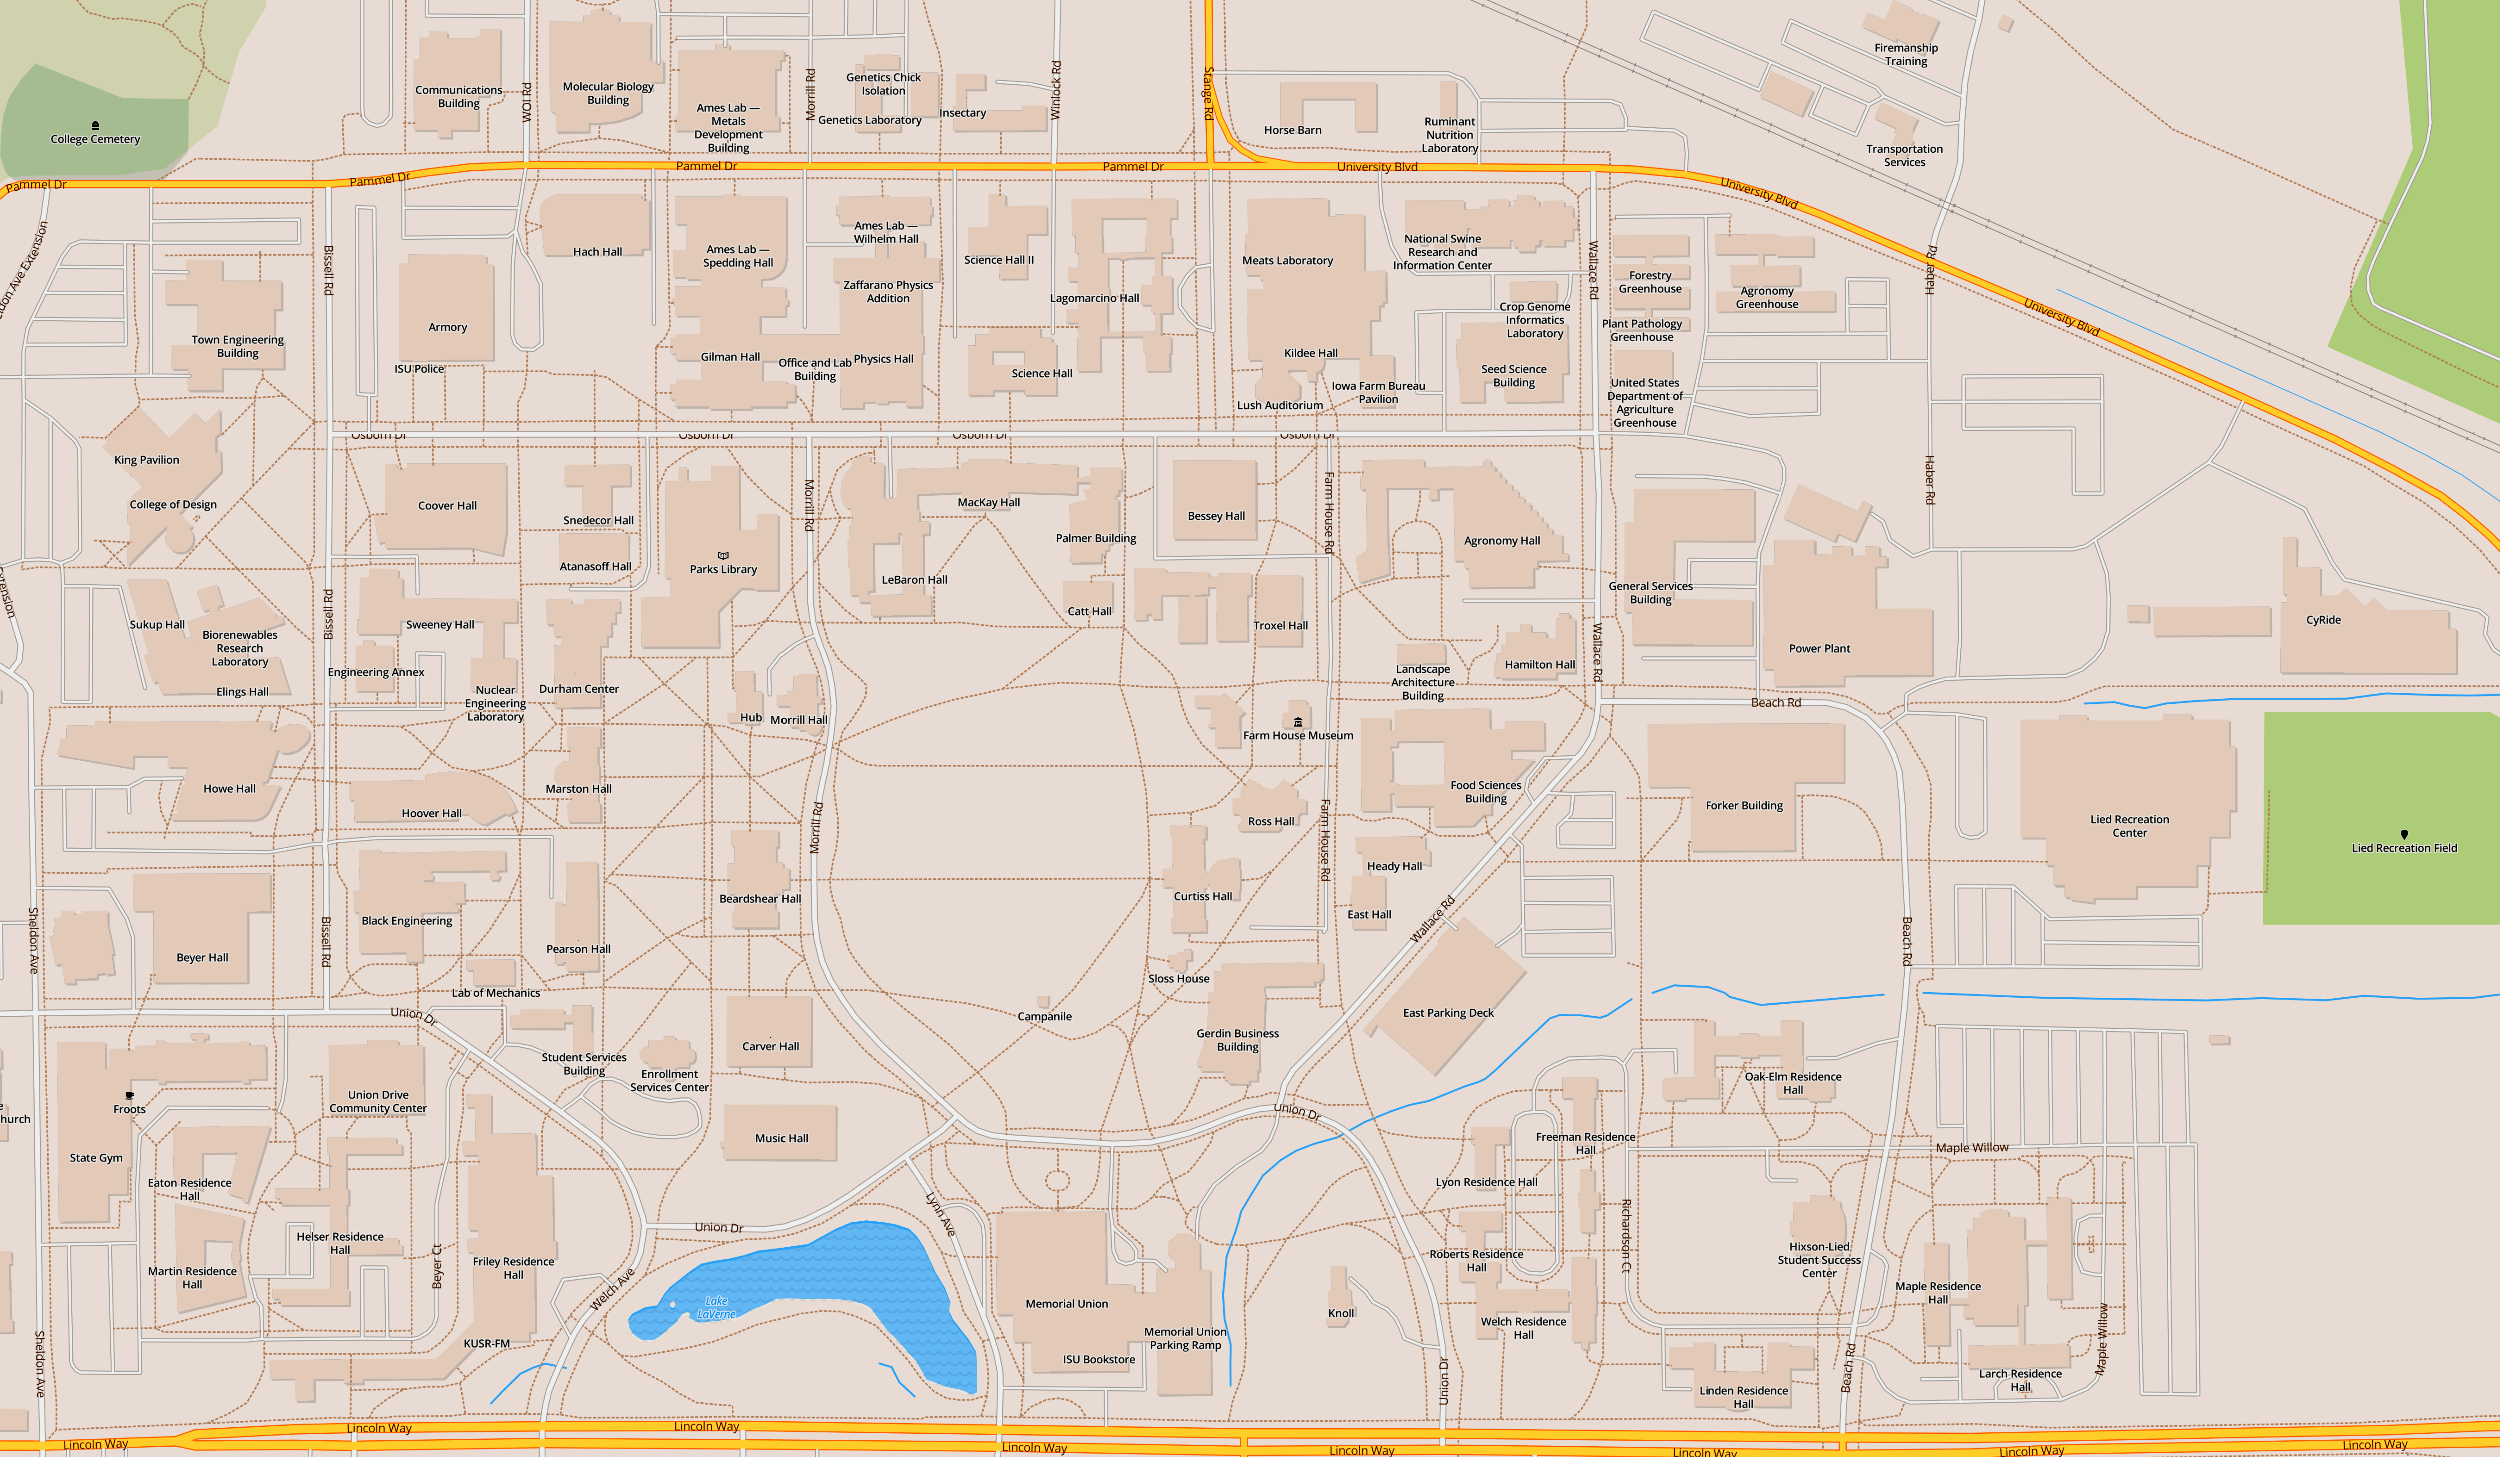 Firemanship
Training
Communications
Building
Molecular Biology
Building
Genetics Chick
Isolation
Genetics Laboratory
Insectary
Ames Lab —
Metals
Development
Building
WOI Rd
Morrill Rd
Winlock Rd
Stange Rd
Horse Barn
Ruminant
Nutrition
Laboratory
Transportation
Services
College Cemetery
Pammel Dr
Pammel Dr
Pammel Dr
Pammel Dr
University Blvd
University Blvd
University Blvd
Bissell Rd
Hach Hall
Ames Lab —
Spedding Hall
Ames Lab —
Wilhelm Hall
Science Hall II
Meats Laboratory
National Swine
Research and
Information Center
Wallace Rd
Forestry
Greenhouse
Agronomy
Greenhouse
Haber Rd
Zaffarano Physics
Addition
Lagomarcino Hall
Crop Genome
Informatics
Laboratory
Plant Pathology
Greenhouse
Armory
Town Engineering
Building
ISU Police
Gilman Hall
Office and Lab
Building
Physics Hall
Science Hall
Kildee Hall
Iowa Farm Bureau
Pavilion
Lush Auditorium
Seed Science
Building
United States
Department of
Agriculture
Greenhouse
Osborn Dr
Osborn Dr
Osborn Dr
Osborn Dr
King Pavilion
College of Design
Coover Hall
Snedecor Hall
Atanasoff Hall
Parks Library
Morrill Rd
MacKay Hall
Palmer Building
Bessey Hall
Farm House Rd
Agronomy Hall
Haber Rd
LeBaron Hall
Catt Hall
Troxel Hall
General Services
Building
Power Plant
CyRide
Sukup Hall
Biorenewables
Research
Laboratory
Elings Hall
Bissell Rd
Sweeney Hall
Engineering Annex
Nuclear
Engineering
Laboratory
Durham Center
Hub
Morrill Hall
Farm House Museum
Landscape
Architecture
Building
Hamilton Hall
Wallace Rd
Beach Rd
Howe Hall
Hoover Hall
Marston Hall
Morrill Rd
Ross Hall
Farm House Rd
Food Sciences
Building
Forker Building
Lied Recreation
Center
Lied Recreation Field
Heady Hall
East Hall
Curtiss Hall
Beardshear Hall
Black Engineering
Pearson Hall
Beyer Hall
Sheldon Ave
Bissell Rd
Wallace Rd
Beach Rd
Lab of Mechanics
Sloss House
Campanile
Union Dr
Gerdin Business
Building
East Parking Deck
Carver Hall
Student Services
Building
Enrollment
Services Center
Union Drive
Community Center
Froots
Oak-Elm Residence
Hall
Union Dr
Music Hall
State Gym
Eaton Residence
Hall
Freeman Residence
Hall
Maple Willow
Lyon Residence Hall
Union Dr
Lynn Ave
Richardson Ct
Helser Residence
Hall
Beyer Ct
Friley Residence
Hall
Martin Residence
Hall
Welch Ave
Lake
LaVerne
Roberts Residence
Hall
Hixson-Lied
Student Success
Center
Maple Residence
Hall
Memorial Union
Knoll
Welch Residence
Hall
KUSR-FM
Memorial Union
Parking Ramp
ISU Bookstore
Sheldon Ave
Union Dr
Linden Residence
Hall
Beach Rd
Larch Residence
Hall
Maple Willow
Lincoln Way
Lincoln Way
Lincoln Way
Lincoln Way
Lincoln Way
Lincoln Way
Lincoln Way
Lincoln Way